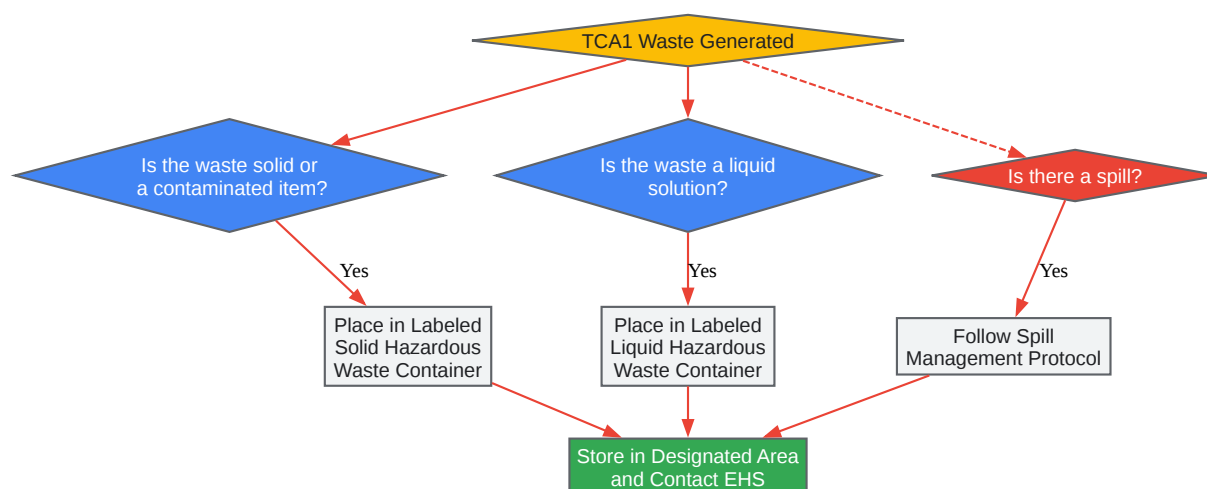 TCA1 Waste Generated
Is the waste solid or
a contaminated item?
Is the waste a liquid
solution?
Is there a spill?
Yes
Yes
Yes
Place in Labeled
Solid Hazardous
Waste Container
Place in Labeled
Liquid Hazardous
Waste Container
Follow Spill
Management Protocol
Store in Designated Area
and Contact EHS